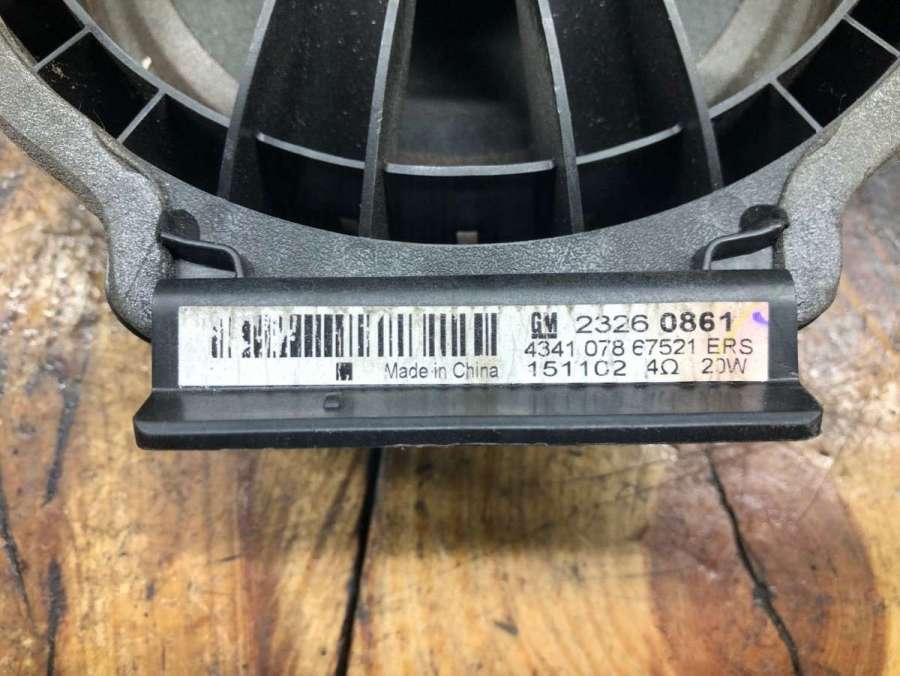 GM 2326 0861
4341 078 67521 ERS
Made in China 151102 4Ω 20W